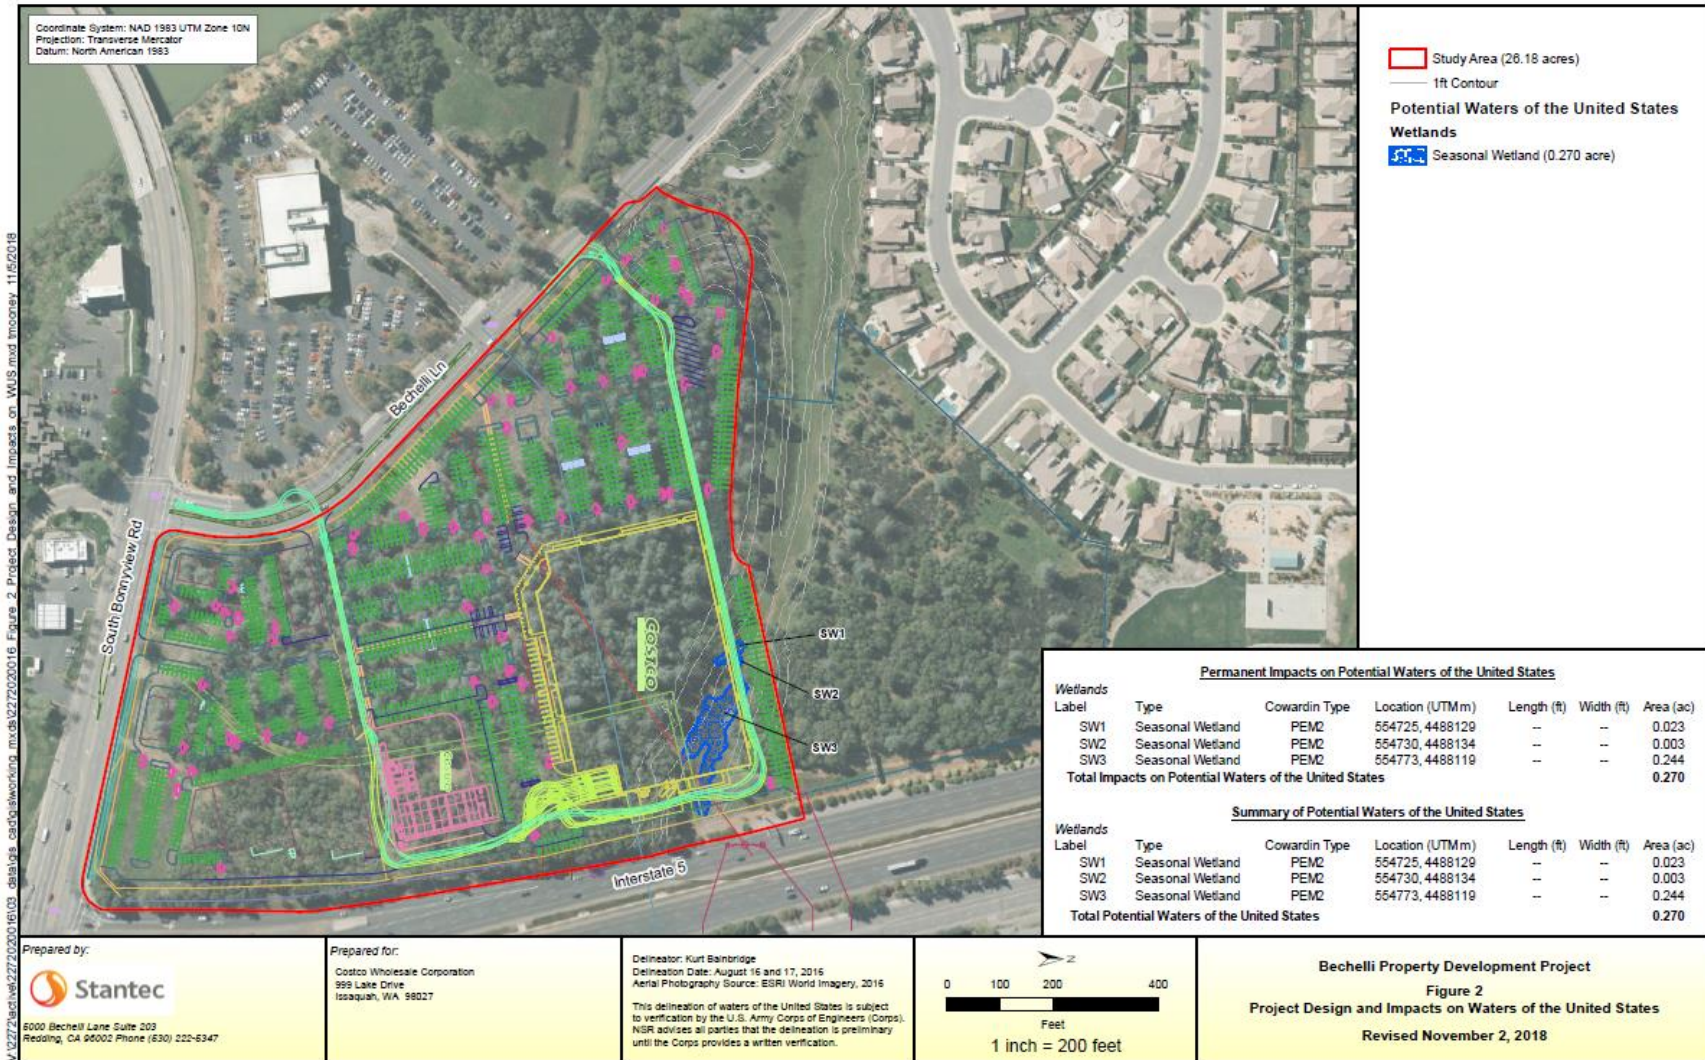 Coordinate System: NAD 1983 UTM Zone 10N
Projection: Transverse Mercator
Datum: North American 1983
Study Area (26.18 acres)
1ft Contour
Potential Waters of the United States
Wetlands
Seasonal Wetland (0.270 acre)
Bechelli Ln
South Bonnyview Rd
COSTCO
SW1
SW2
SW3
Interstate 5
Permanent Impacts on Potential Waters of the United States
Wetlands
Label Type Cowardin Type Location (UTM m) Length (ft) Width (ft) Area (ac)
SW1 Seasonal Wetland PEM2 554725, 4488129 -- -- 0.023
SW2 Seasonal Wetland PEM2 554730, 4488134 -- -- 0.003
SW3 Seasonal Wetland PEM2 554773, 4488119 -- -- 0.244
Total Impacts on Potential Waters of the United States 0.270
Summary of Potential Waters of the United States
Wetlands
Label Type Cowardin Type Location (UTM m) Length (ft) Width (ft) Area (ac)
SW1 Seasonal Wetland PEM2 554725, 4488129 -- -- 0.023
SW2 Seasonal Wetland PEM2 554730, 4488134 -- -- 0.003
SW3 Seasonal Wetland PEM2 554773, 4488119 -- -- 0.244
Total Potential Waters of the United States 0.270
Prepared by:
Stantec
5000 Bechelli Lane Suite 203
Redding, CA 96002 Phone (530) 222-5347
Prepared for:
Costco Wholesale Corporation
999 Lake Drive
Issaquah, WA 98027
Delineator: Kurt Bainbridge
Delineation Date: August 16 and 17, 2016
Aerial Photography Source: ESRI World Imagery, 2016
This delineation of waters of the United States is subject
to verification by the U.S. Army Corps of Engineers (Corps).
NSR advises all parties that the delineation is preliminary
until the Corps provides a written verification.
Z
0 100 200 400
Feet
1 inch = 200 feet
Bechelli Property Development Project
Figure 2
Project Design and Impacts on Waters of the United States
Revised November 2, 2018